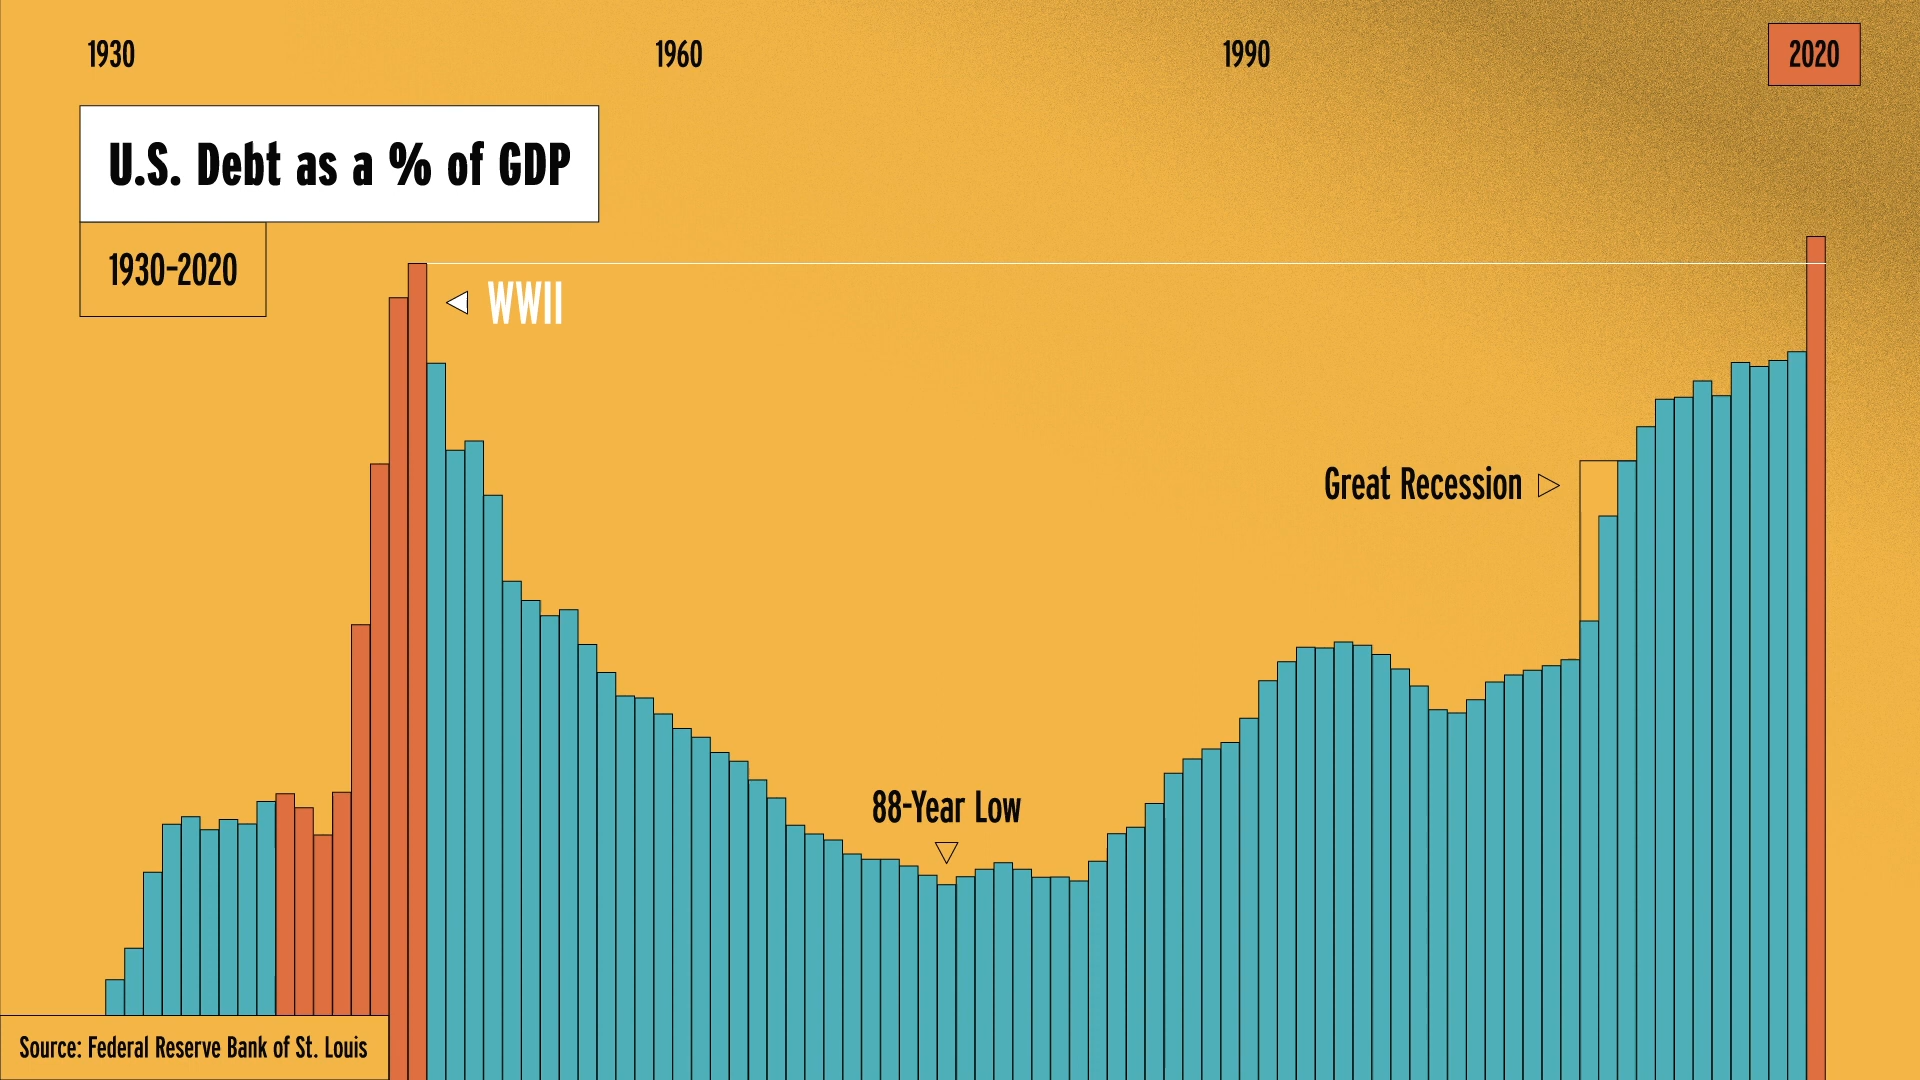 1930
1960
1990
2020
U.S. Debt as a % of GDP
1930-2020
WWII
Great Recession
88-Year Low
Source: Federal Reserve Bank of St. Louis